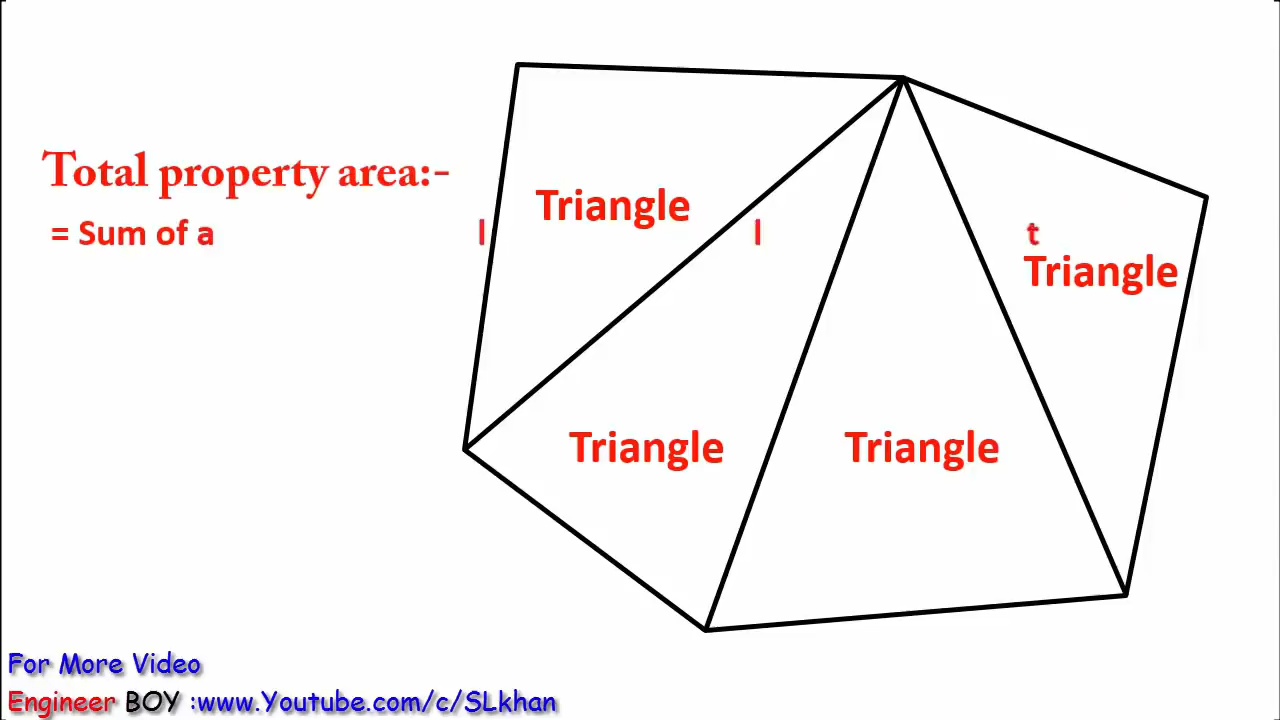 Total property area:-
= Sum of a l l t
Triangle
Triangle
Triangle
Triangle
For More Video
Engineer BOY :www.Youtube.com/c/SLkhan